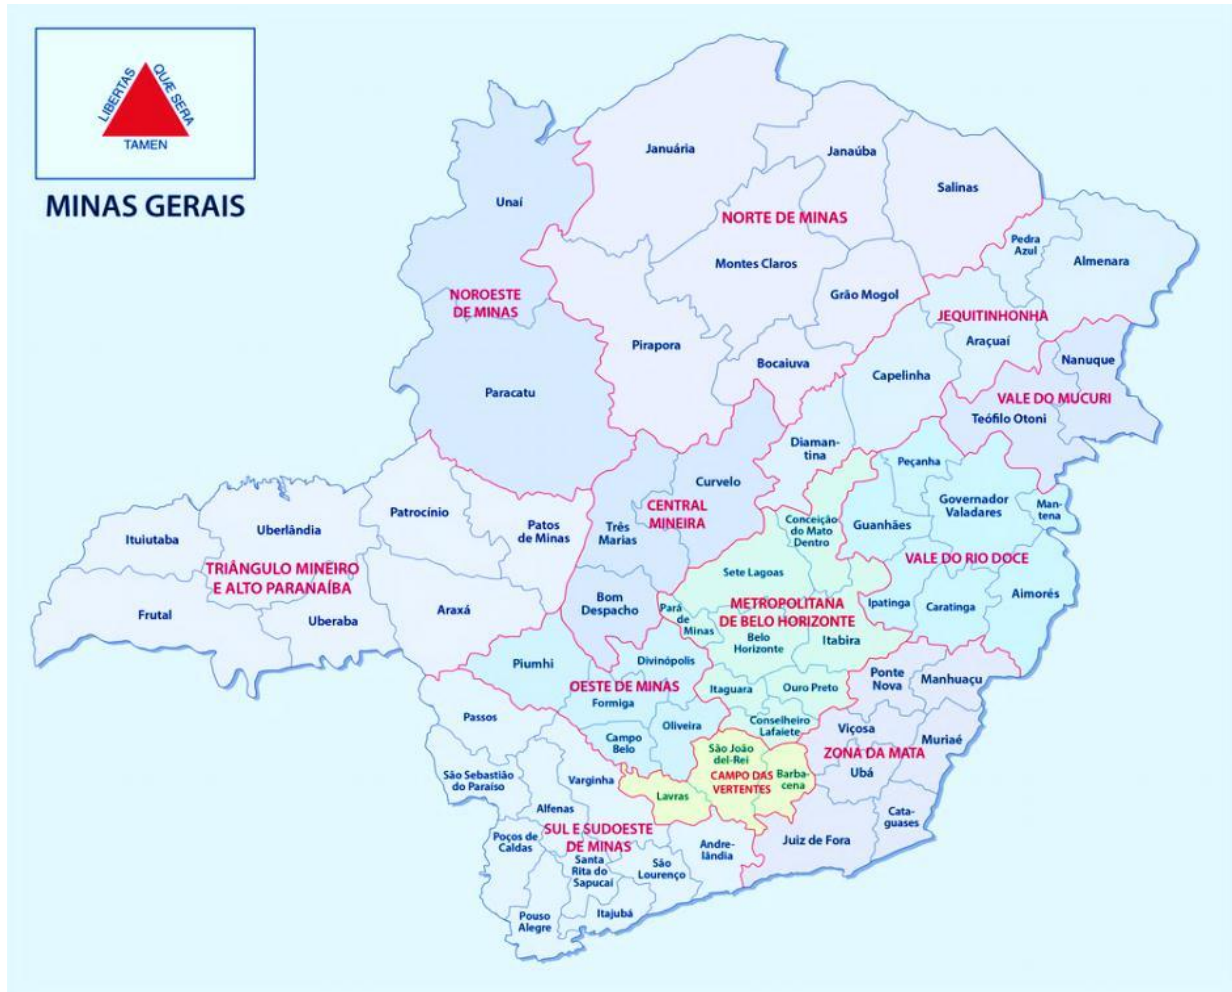 LIBERTAS
QUÆ SERA
TAMEN
MINAS GERAIS
Januária
Janaúba
Salinas
Unaí
NORTE DE MINAS
Pedra
Azul
Almenara
Montes Claros
Grão Mogol
NOROESTE
DE MINAS
JEQUITINHONHA
Araçuaí
Pirapora
Bocaiuva
Nanuque
Capelinha
Paracatu
VALE DO MUCURI
Teófilo Otoni
Diaman-
tina
Peçanha
Curvelo
CENTRAL
MINEIRA
Governador
Valadares
Man-
tena
Patrocínio
Uberlândia
Patos
de Minas
Três
Marias
Conceição
do Mato
Dentro
Guanhães
Ituiutaba
VALE DO RIO DOCE
TRIÂNGULO MINEIRO
E ALTO PARANAÍBA
Sete Lagoas
Aimorés
Bom
Despacho
Pará
de
Minas
METROPOLITANA
DE BELO HORIZONTE
Ipatinga
Caratinga
Frutal
Uberaba
Araxá
Belo
Horizonte
Itabira
Piumhi
Divinópolis
OESTE DE MINAS
Formiga
Itaguara
Ouro Preto
Ponte
Nova
Manhuaçu
Passos
Oliveira
Conselheiro
Lafaiete
Viçosa
Muriaé
Campo
Belo
São João
del-Rei
ZONA DA MATA
Ubá
São Sebastião
do Paraíso
Varginha
CAMPO DAS
VERTENTES
Barba-
cena
Lavras
Alfenas
Cata-
guases
SUL E SUDOESTE
DE MINAS
Poços de
Caldas
Andre-
lândia
Juiz de Fora
Santa
Rita do
Sapucaí
São
Lourenço
Pouso
Alegre
Itajubá